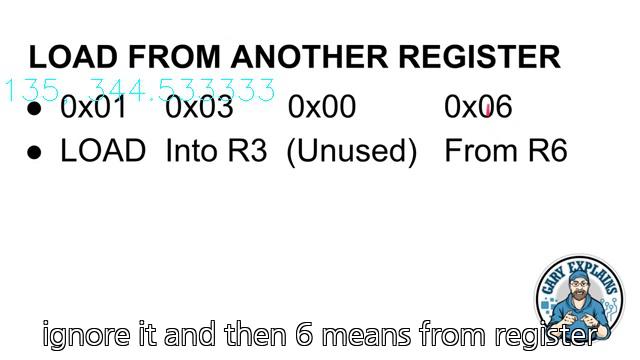 LOAD FROM ANOTHER REGISTER
135, 344.533333
● 0x01 0x03 0x00 0x06
● LOAD Into R3 (Unused) From R6
GARY EXPLAINS
ignore it and then 6 means from register